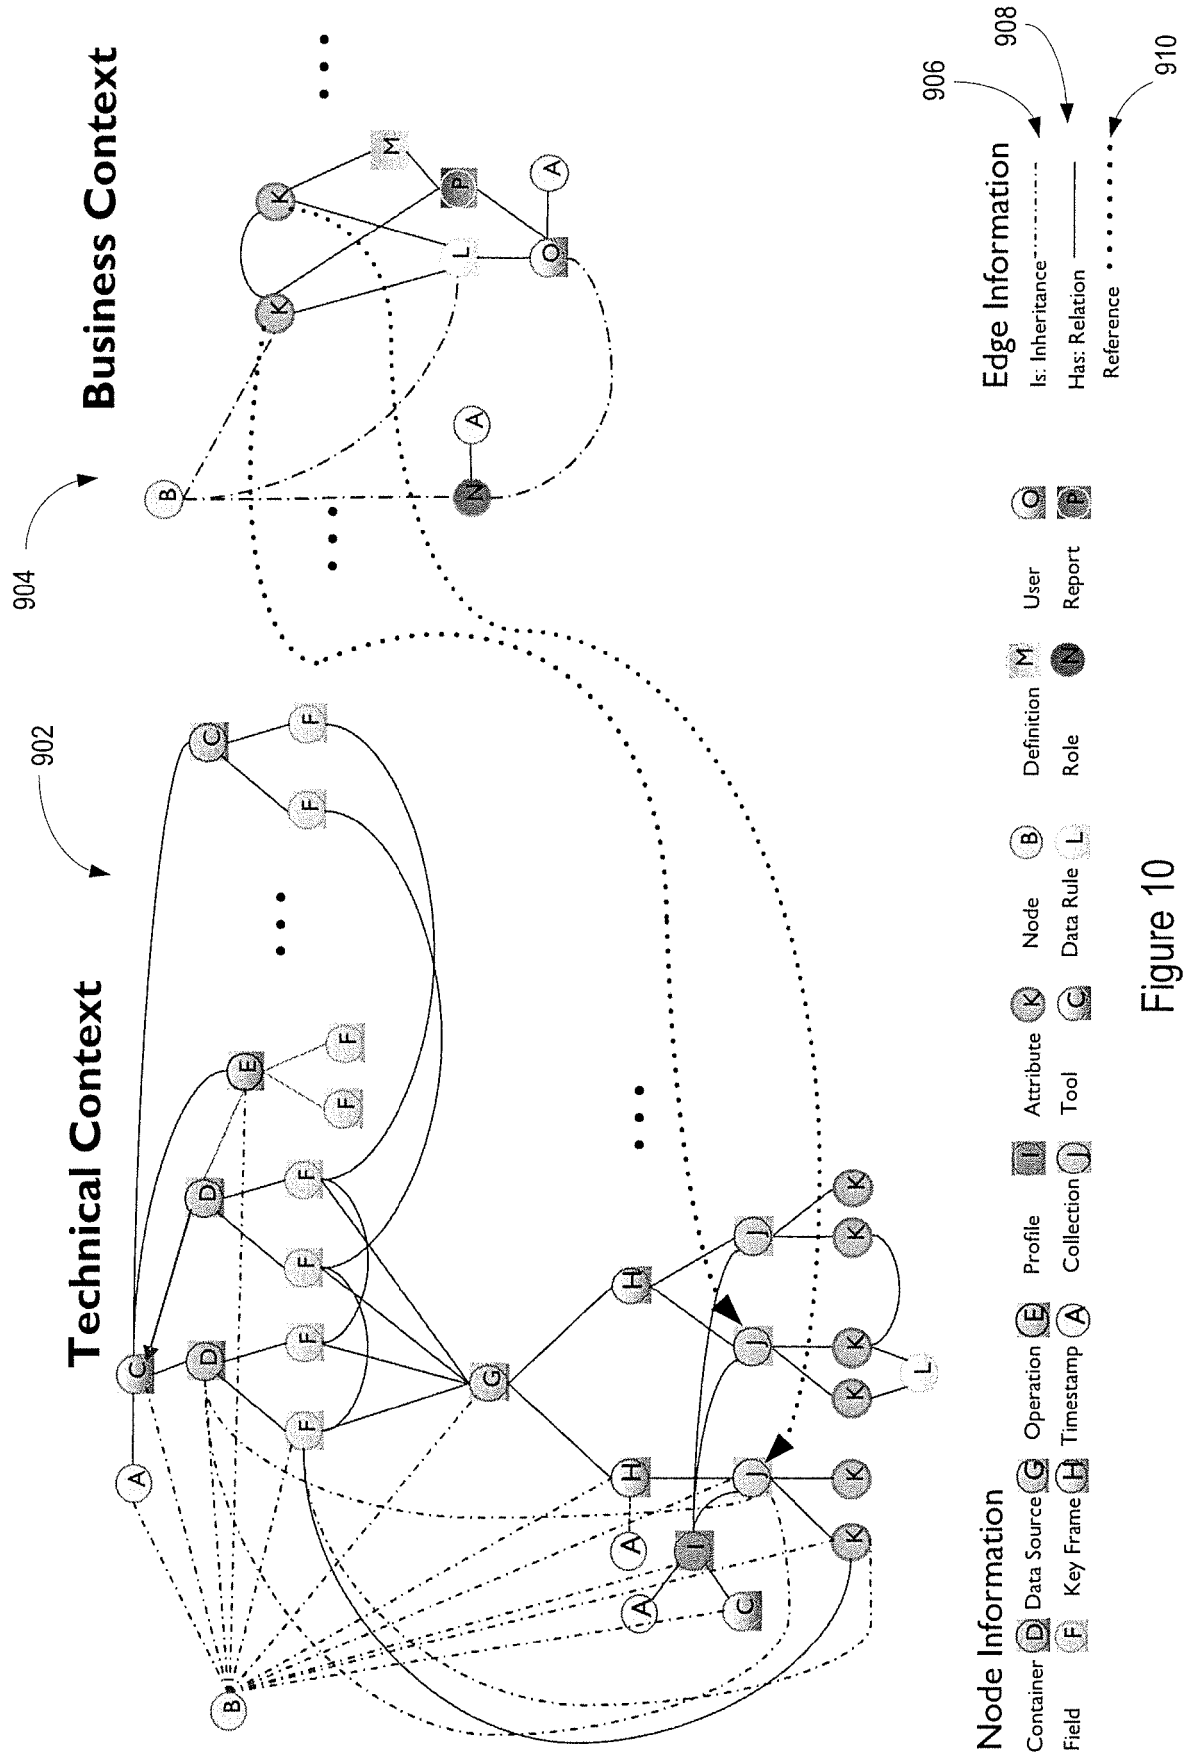 Technical Context
Business Context
902
904
C
A
D
D
E
C
B
F
F
F
F
F
F
F
F
G
H
H
A
A
I
C
J
J
J
K
K
K
K
K
K
L
B
K
K
M
P
L
O
A
N
A
Node Information
Container D Data Source G Operation E Profile I Attribute K Node B Definition M User O
Field F Key Frame H Timestamp A Collection J Tool C Data Rule L Role N Report P
Edge Information
Is: Inheritance
906
Has: Relation
908
Reference
910
Figure 10